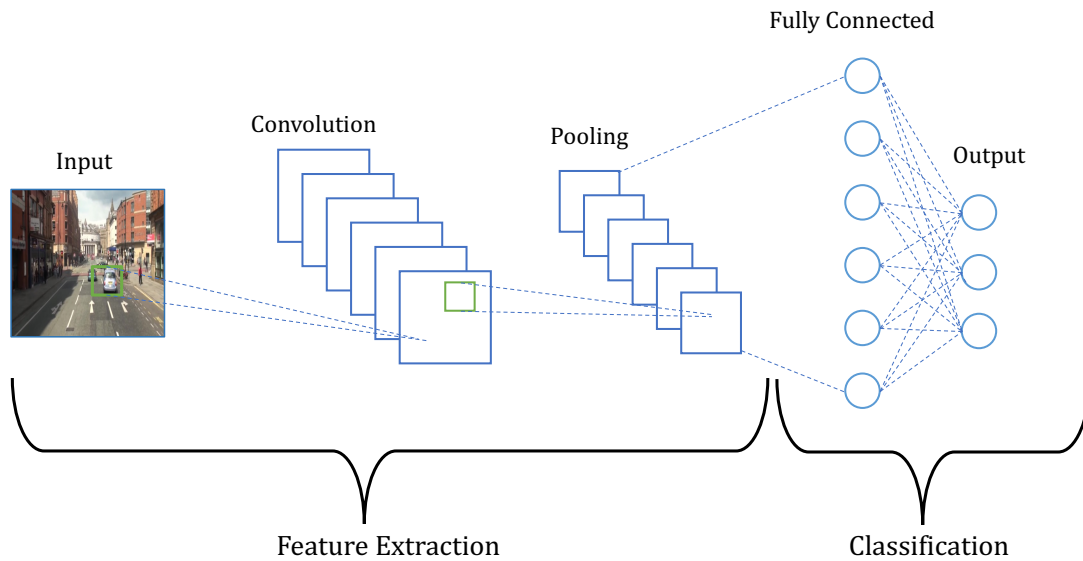 Fully Connected
Convolution
Pooling
Input
Output
Feature Extraction
Classification